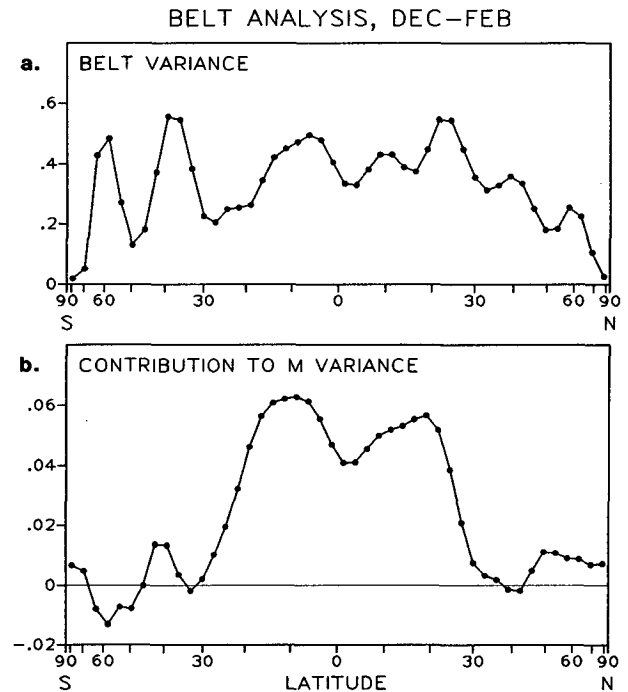 BELT ANALYSIS, DEC–FEB
a.
BELT VARIANCE
.6
.4
.2
0
90 60 30 0 30 60 90
S N
b.
CONTRIBUTION TO M VARIANCE
.06
.04
.02
0
–.02
90 60 30 0 30 60 90
S LATITUDE N